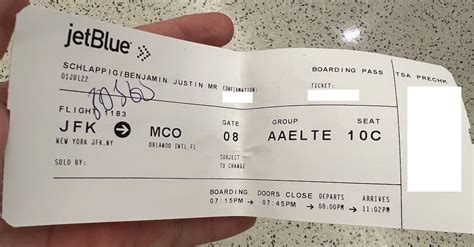 jetBlue
BOARDING PASS
TSA PRECHK
SCHLAPPIG/BENJAMIN JUSTIN MR
CONFIRMATION:
TICKET:
01JUL22
FLIGHT 1183
GATE GROUP SEAT
JFK MCO 08 AAELTE 10C
NEW YORK JFK,NY ORLANDO INTL,FL
SUBJECT
TO CHANGE
SOLD BY:
BOARDING DOORS CLOSE DEPARTS ARRIVES
07:15PM 07:45PM 08:00PM 11:02PM